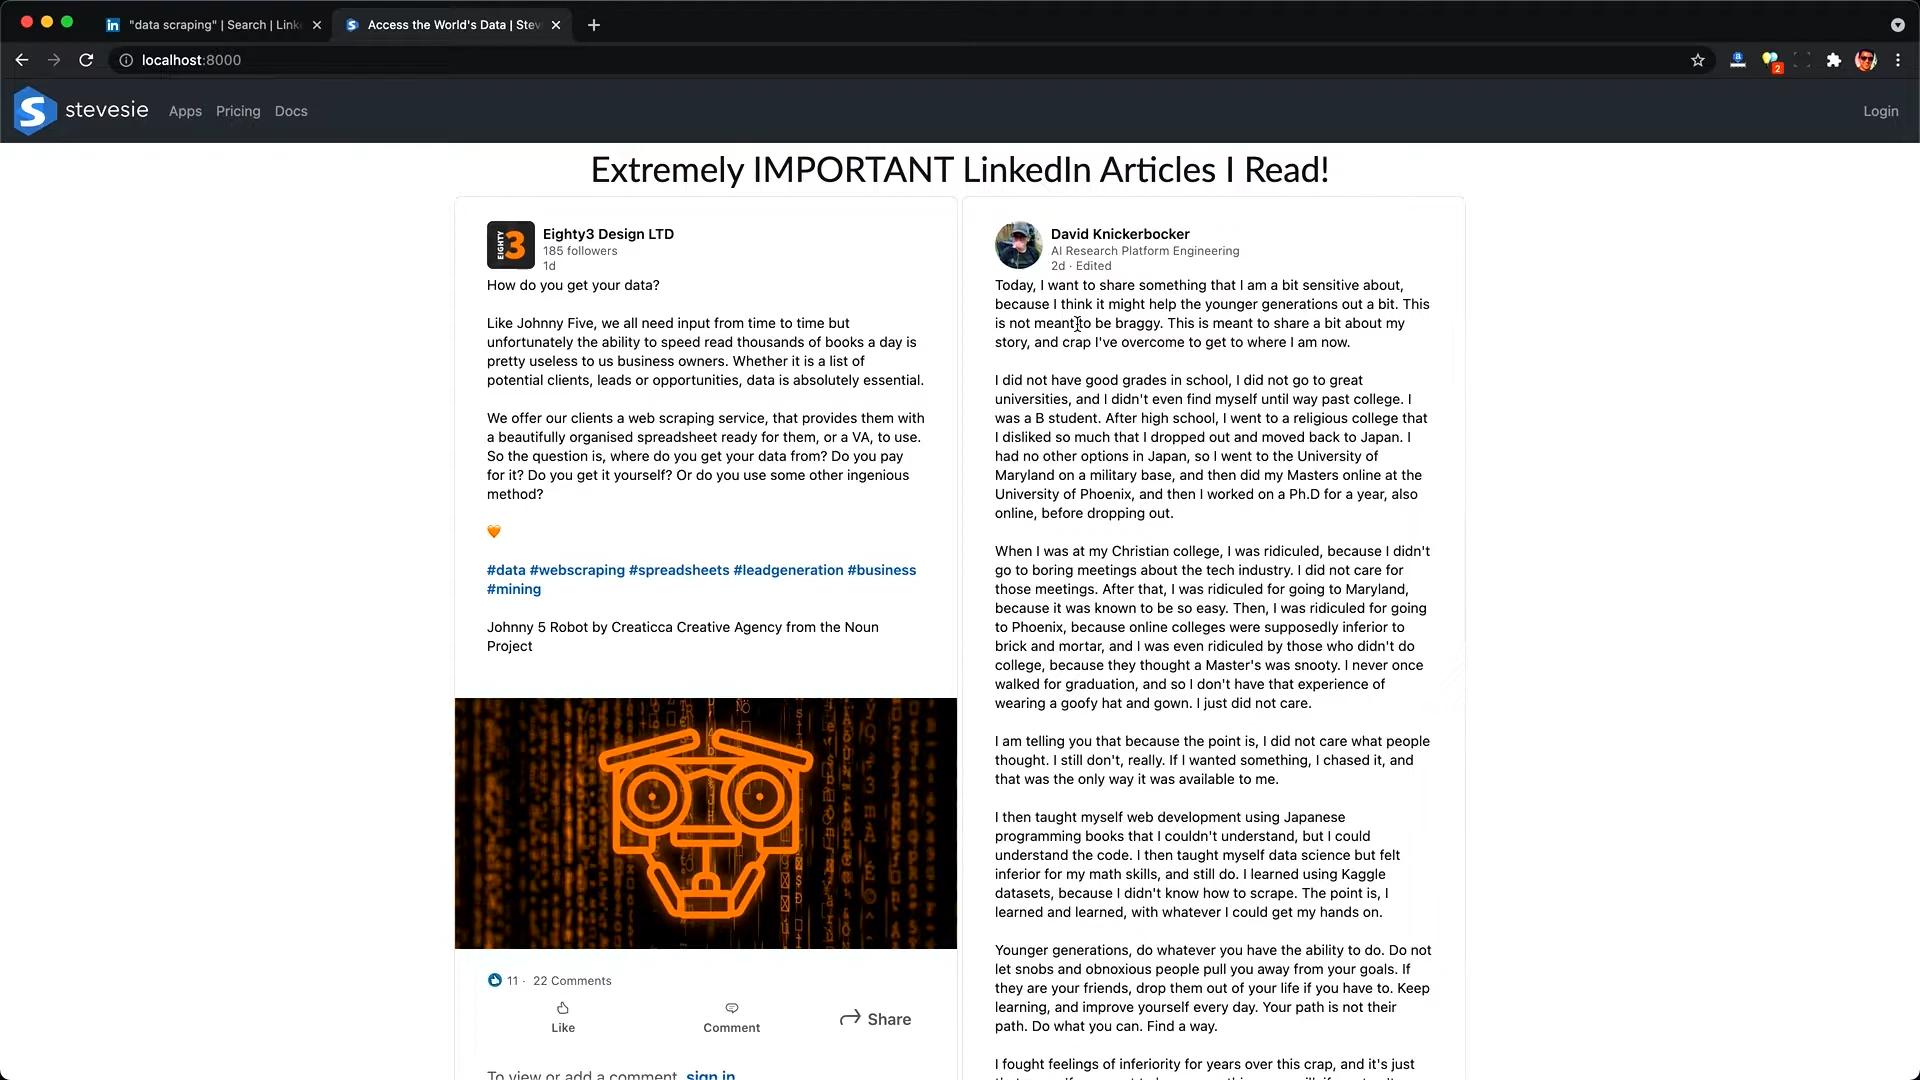 "data scraping" | Search | Link
Access the World's Data | Stev
localhost:8000
2
stevesie
Apps
Pricing
Docs
Login
Extremely IMPORTANT LinkedIn Articles I Read!
EIGHTY 3
Eighty3 Design LTD
185 followers
1d
How do you get your data?
Like Johnny Five, we all need input from time to time but
unfortunately the ability to speed read thousands of books a day is
pretty useless to us business owners. Whether it is a list of
potential clients, leads or opportunities, data is absolutely essential.
We offer our clients a web scraping service, that provides them with
a beautifully organised spreadsheet ready for them, or a VA, to use.
So the question is, where do you get your data from? Do you pay
for it? Do you get it yourself? Or do you use some other ingenious
method?
🧡
#data #webscraping #spreadsheets #leadgeneration #business
#mining
Johnny 5 Robot by Creaticca Creative Agency from the Noun
Project
11 · 22 Comments
Like
Comment
Share
To view or add a comment, sign in
David Knickerbocker
AI Research Platform Engineering
2d · Edited
Today, I want to share something that I am a bit sensitive about,
because I think it might help the younger generations out a bit. This
is not meant to be braggy. This is meant to share a bit about my
story, and crap I've overcome to get to where I am now.
I did not have good grades in school, I did not go to great
universities, and I didn't even find myself until way past college. I
was a B student. After high school, I went to a religious college that
I disliked so much that I dropped out and moved back to Japan. I
had no other options in Japan, so I went to the University of
Maryland on a military base, and then did my Masters online at the
University of Phoenix, and then I worked on a Ph.D for a year, also
online, before dropping out.
When I was at my Christian college, I was ridiculed, because I didn't
go to boring meetings about the tech industry. I did not care for
those meetings. After that, I was ridiculed for going to Maryland,
because it was known to be so easy. Then, I was ridiculed for going
to Phoenix, because online colleges were supposedly inferior to
brick and mortar, and I was even ridiculed by those who didn't do
college, because they thought a Master's was snooty. I never once
walked for graduation, and so I don't have that experience of
wearing a goofy hat and gown. I just did not care.
I am telling you that because the point is, I did not care what people
thought. I still don't, really. If I wanted something, I chased it, and
that was the only way it was available to me.
I then taught myself web development using Japanese
programming books that I couldn't understand, but I could
understand the code. I then taught myself data science but felt
inferior for my math skills, and still do. I learned using Kaggle
datasets, because I didn't know how to scrape. The point is, I
learned and learned, with whatever I could get my hands on.
Younger generations, do whatever you have the ability to do. Do not
let snobs and obnoxious people pull you away from your goals. If
they are your friends, drop them out of your life if you have to. Keep
learning, and improve yourself every day. Your path is not their
path. Do what you can. Find a way.
I fought feelings of inferiority for years over this crap, and it's just